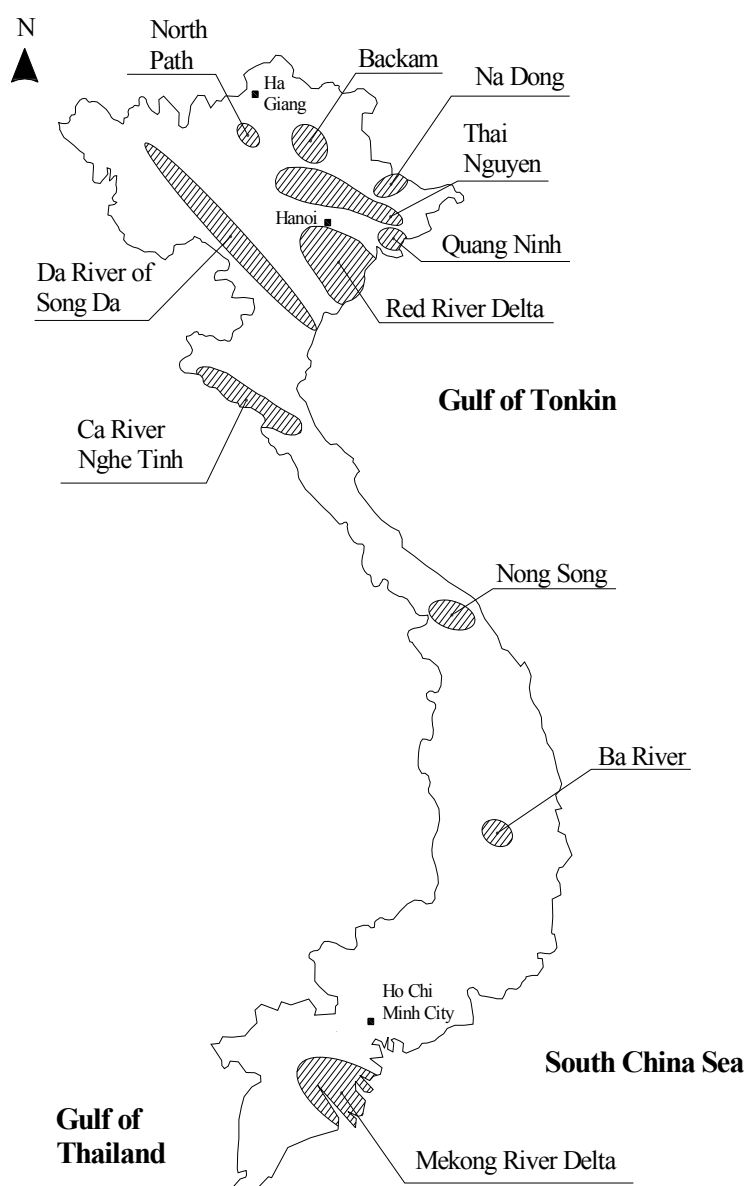 N
North
Path
Backam
Ha
Giang
Na Dong
Thai
Nguyen
Hanoi
Quang Ninh
Da River of
Song Da
Red River Delta
Gulf of Tonkin
Ca River
Nghe Tinh
Nong Song
Ba River
Ho Chi
Minh City
South China Sea
Gulf of
Thailand
Mekong River Delta